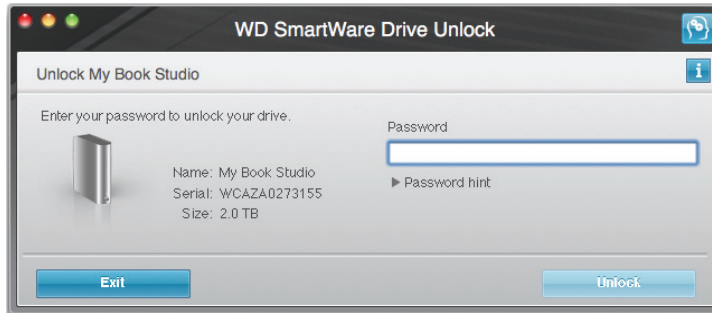 WD SmartWare Drive Unlock
Unlock My Book Studio
Enter your password to unlock your drive.
Name: My Book Studio
Serial: WCAZA0273155
Size: 2.0 TB
Password
Password hint
Exit
Unlock